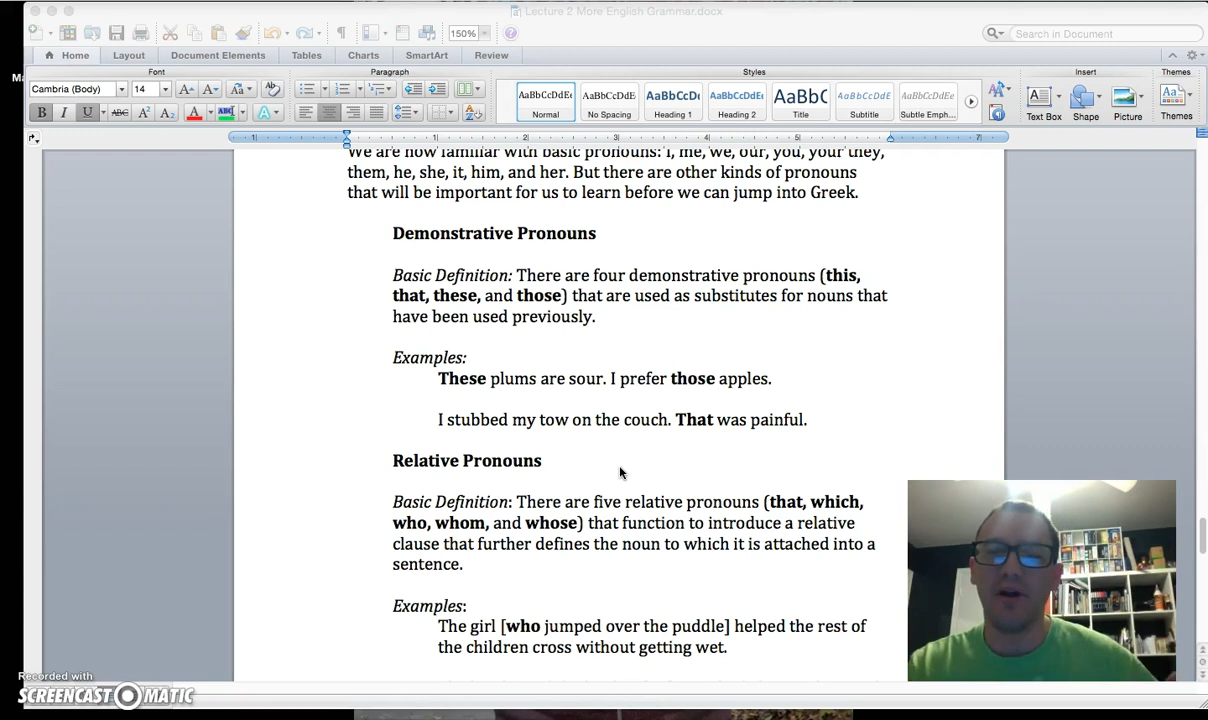 Lecture 2 More English Grammar.docx
150%
Search in Document
Home Layout Document Elements Tables Charts SmartArt Review
Font Paragraph Styles Insert Themes
Cambria (Body) 14
AaBbCcDdEe AaBbCcDdE AaBbCcDc AaBbCcDdEe AaBbC AaBbCcDdE AaBbCcDdEe
Normal No Spacing Heading 1 Heading 2 Title Subtitle Subtle Emph...
Text Box Shape Picture Themes
We are now familiar with basic pronouns: I, me, we, our, you, your they,
them, he, she, it, him, and her. But there are other kinds of pronouns
that will be important for us to learn before we can jump into Greek.
Demonstrative Pronouns
Basic Definition: There are four demonstrative pronouns (this,
that, these, and those) that are used as substitutes for nouns that
have been used previously.
Examples:
These plums are sour. I prefer those apples.
I stubbed my tow on the couch. That was painful.
Relative Pronouns
Basic Definition: There are five relative pronouns (that, which,
who, whom, and whose) that function to introduce a relative
clause that further defines the noun to which it is attached into a
sentence.
Examples:
The girl [who jumped over the puddle] helped the rest of
the children cross without getting wet.
Recorded with
SCREENCAST MATIC